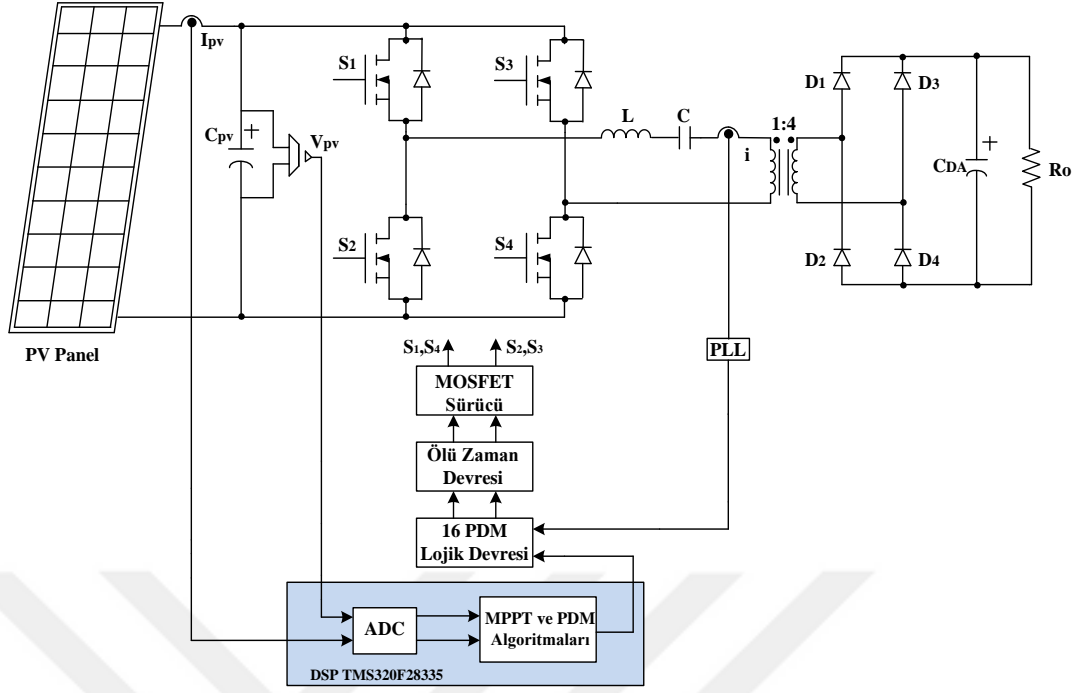 Ipv
S1
S3
Cpv
+
Vpv
L
C
i
1:4
D1
D3
CDA
+
Ro
S2
S4
D2
D4
PV Panel
S1,S4
S2,S3
PLL
MOSFET
Sürücü
Ölü Zaman
Devresi
16 PDM
Lojik Devresi
ADC
MPPT ve PDM
Algoritmaları
DSP TMS320F28335